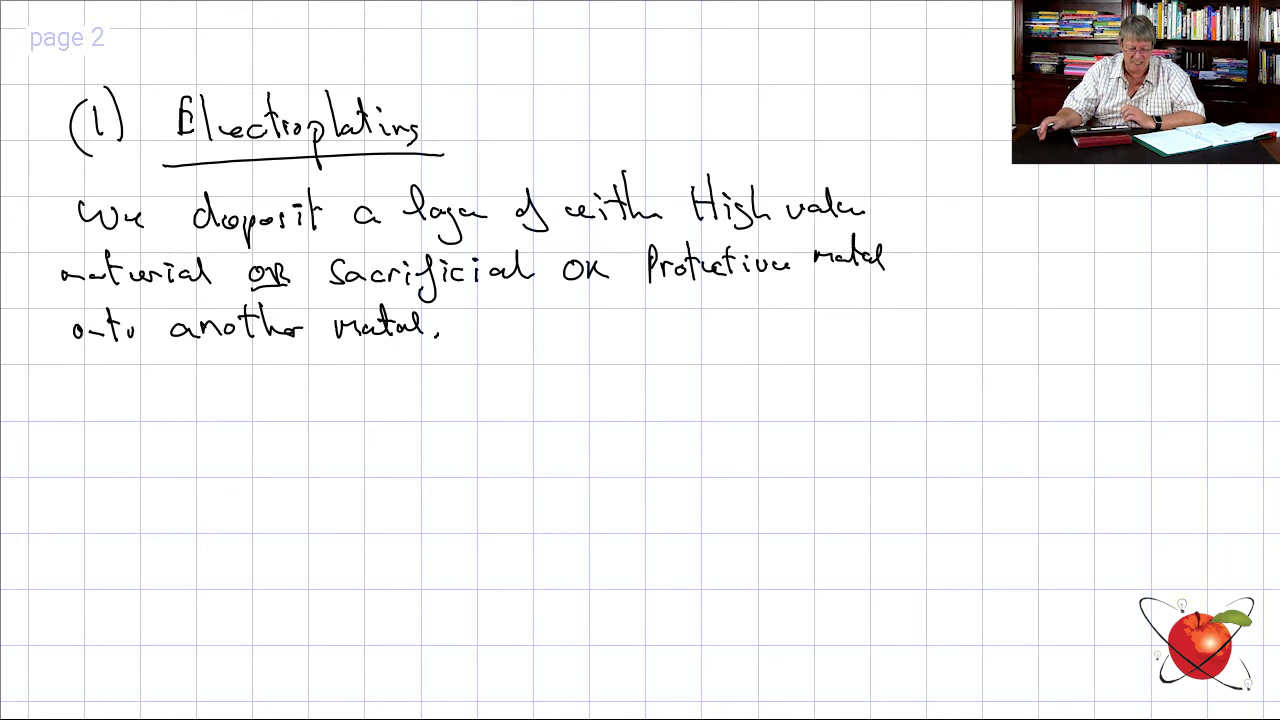 page 2
(1) Electroplating
We deposit a layer of either High value
material OR Sacrificial OR Protective metal
onto another metal.